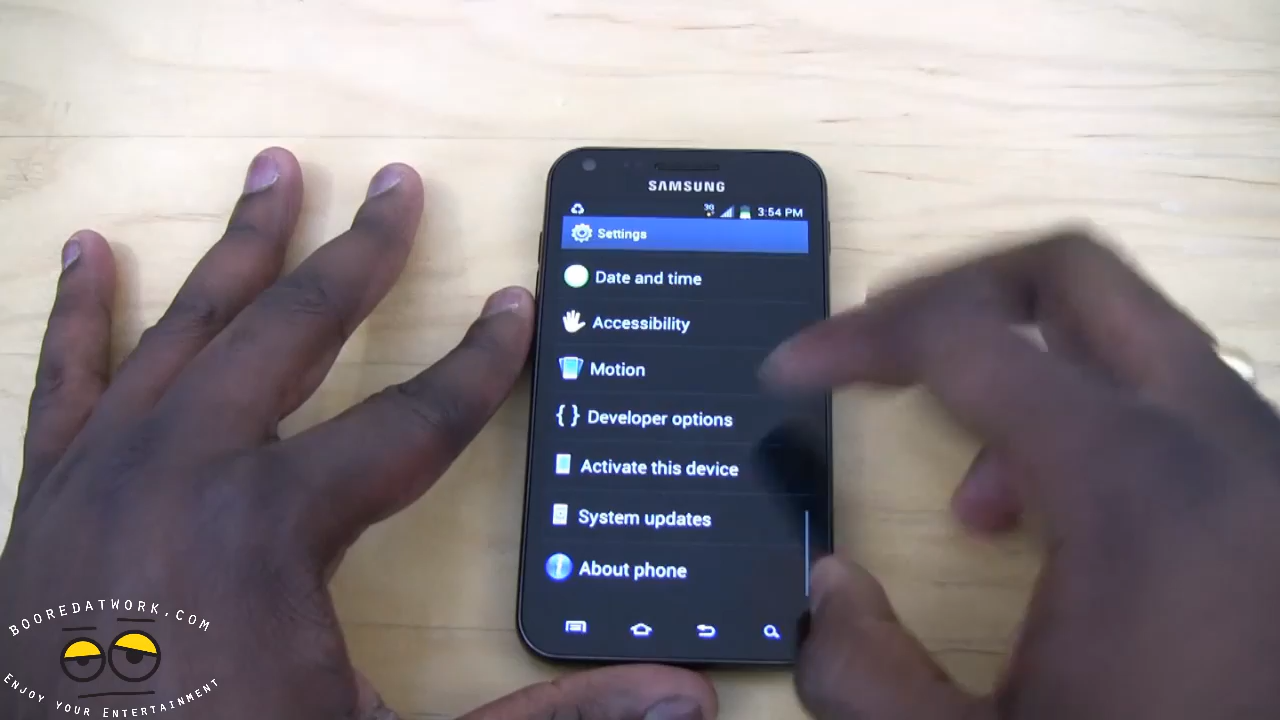 SAMSUNG
3G 3:54 PM
Settings
Date and time
Accessibility
Motion
{ } Developer options
Activate this device
System updates
About phone
BOOREDATWORK.COM
ENJOY YOUR ENTERTAINMENT